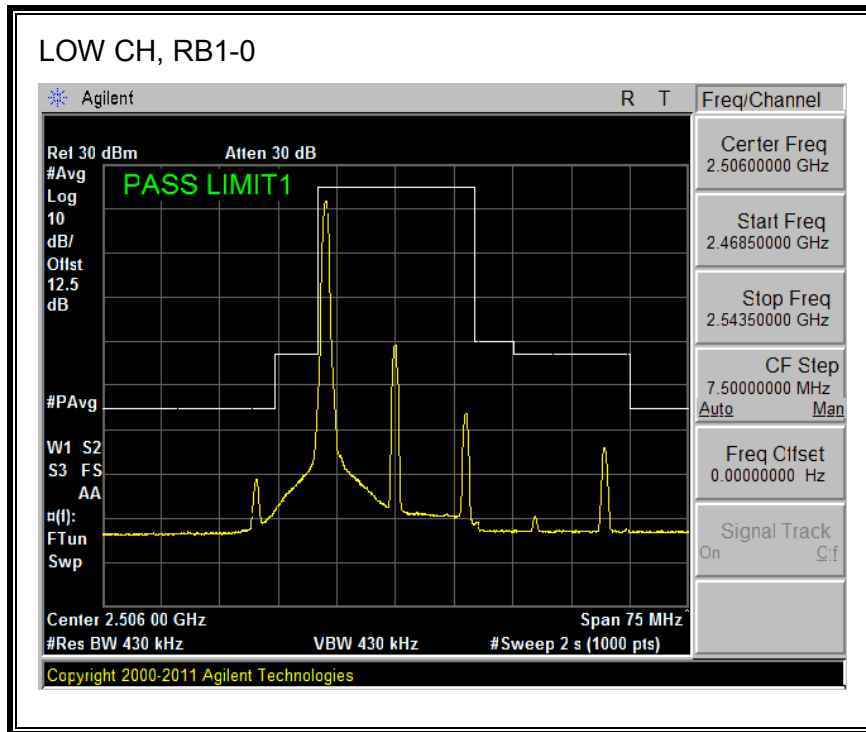 LOW CH, RB1-0
Agilent
R T
Freq/Channel
Ref 30 dBm
Atten 30 dB
#Avg
Log
10
dB/
Offst
12.5
dB
PASS LIMIT1
#PAvg
W1 S2
S3 FS
AA
¤(f):
FTun
Swp
Center 2.506 00 GHz
Span 75 MHz
#Res BW 430 kHz
VBW 430 kHz
#Sweep 2 s (1000 pts)
Copyright 2000-2011 Agilent Technologies
Center Freq
2.50600000 GHz
Start Freq
2.46850000 GHz
Stop Freq
2.54350000 GHz
CF Step
7.50000000 MHz
Auto Man
Freq Offset
0.00000000 Hz
Signal Track
On Off